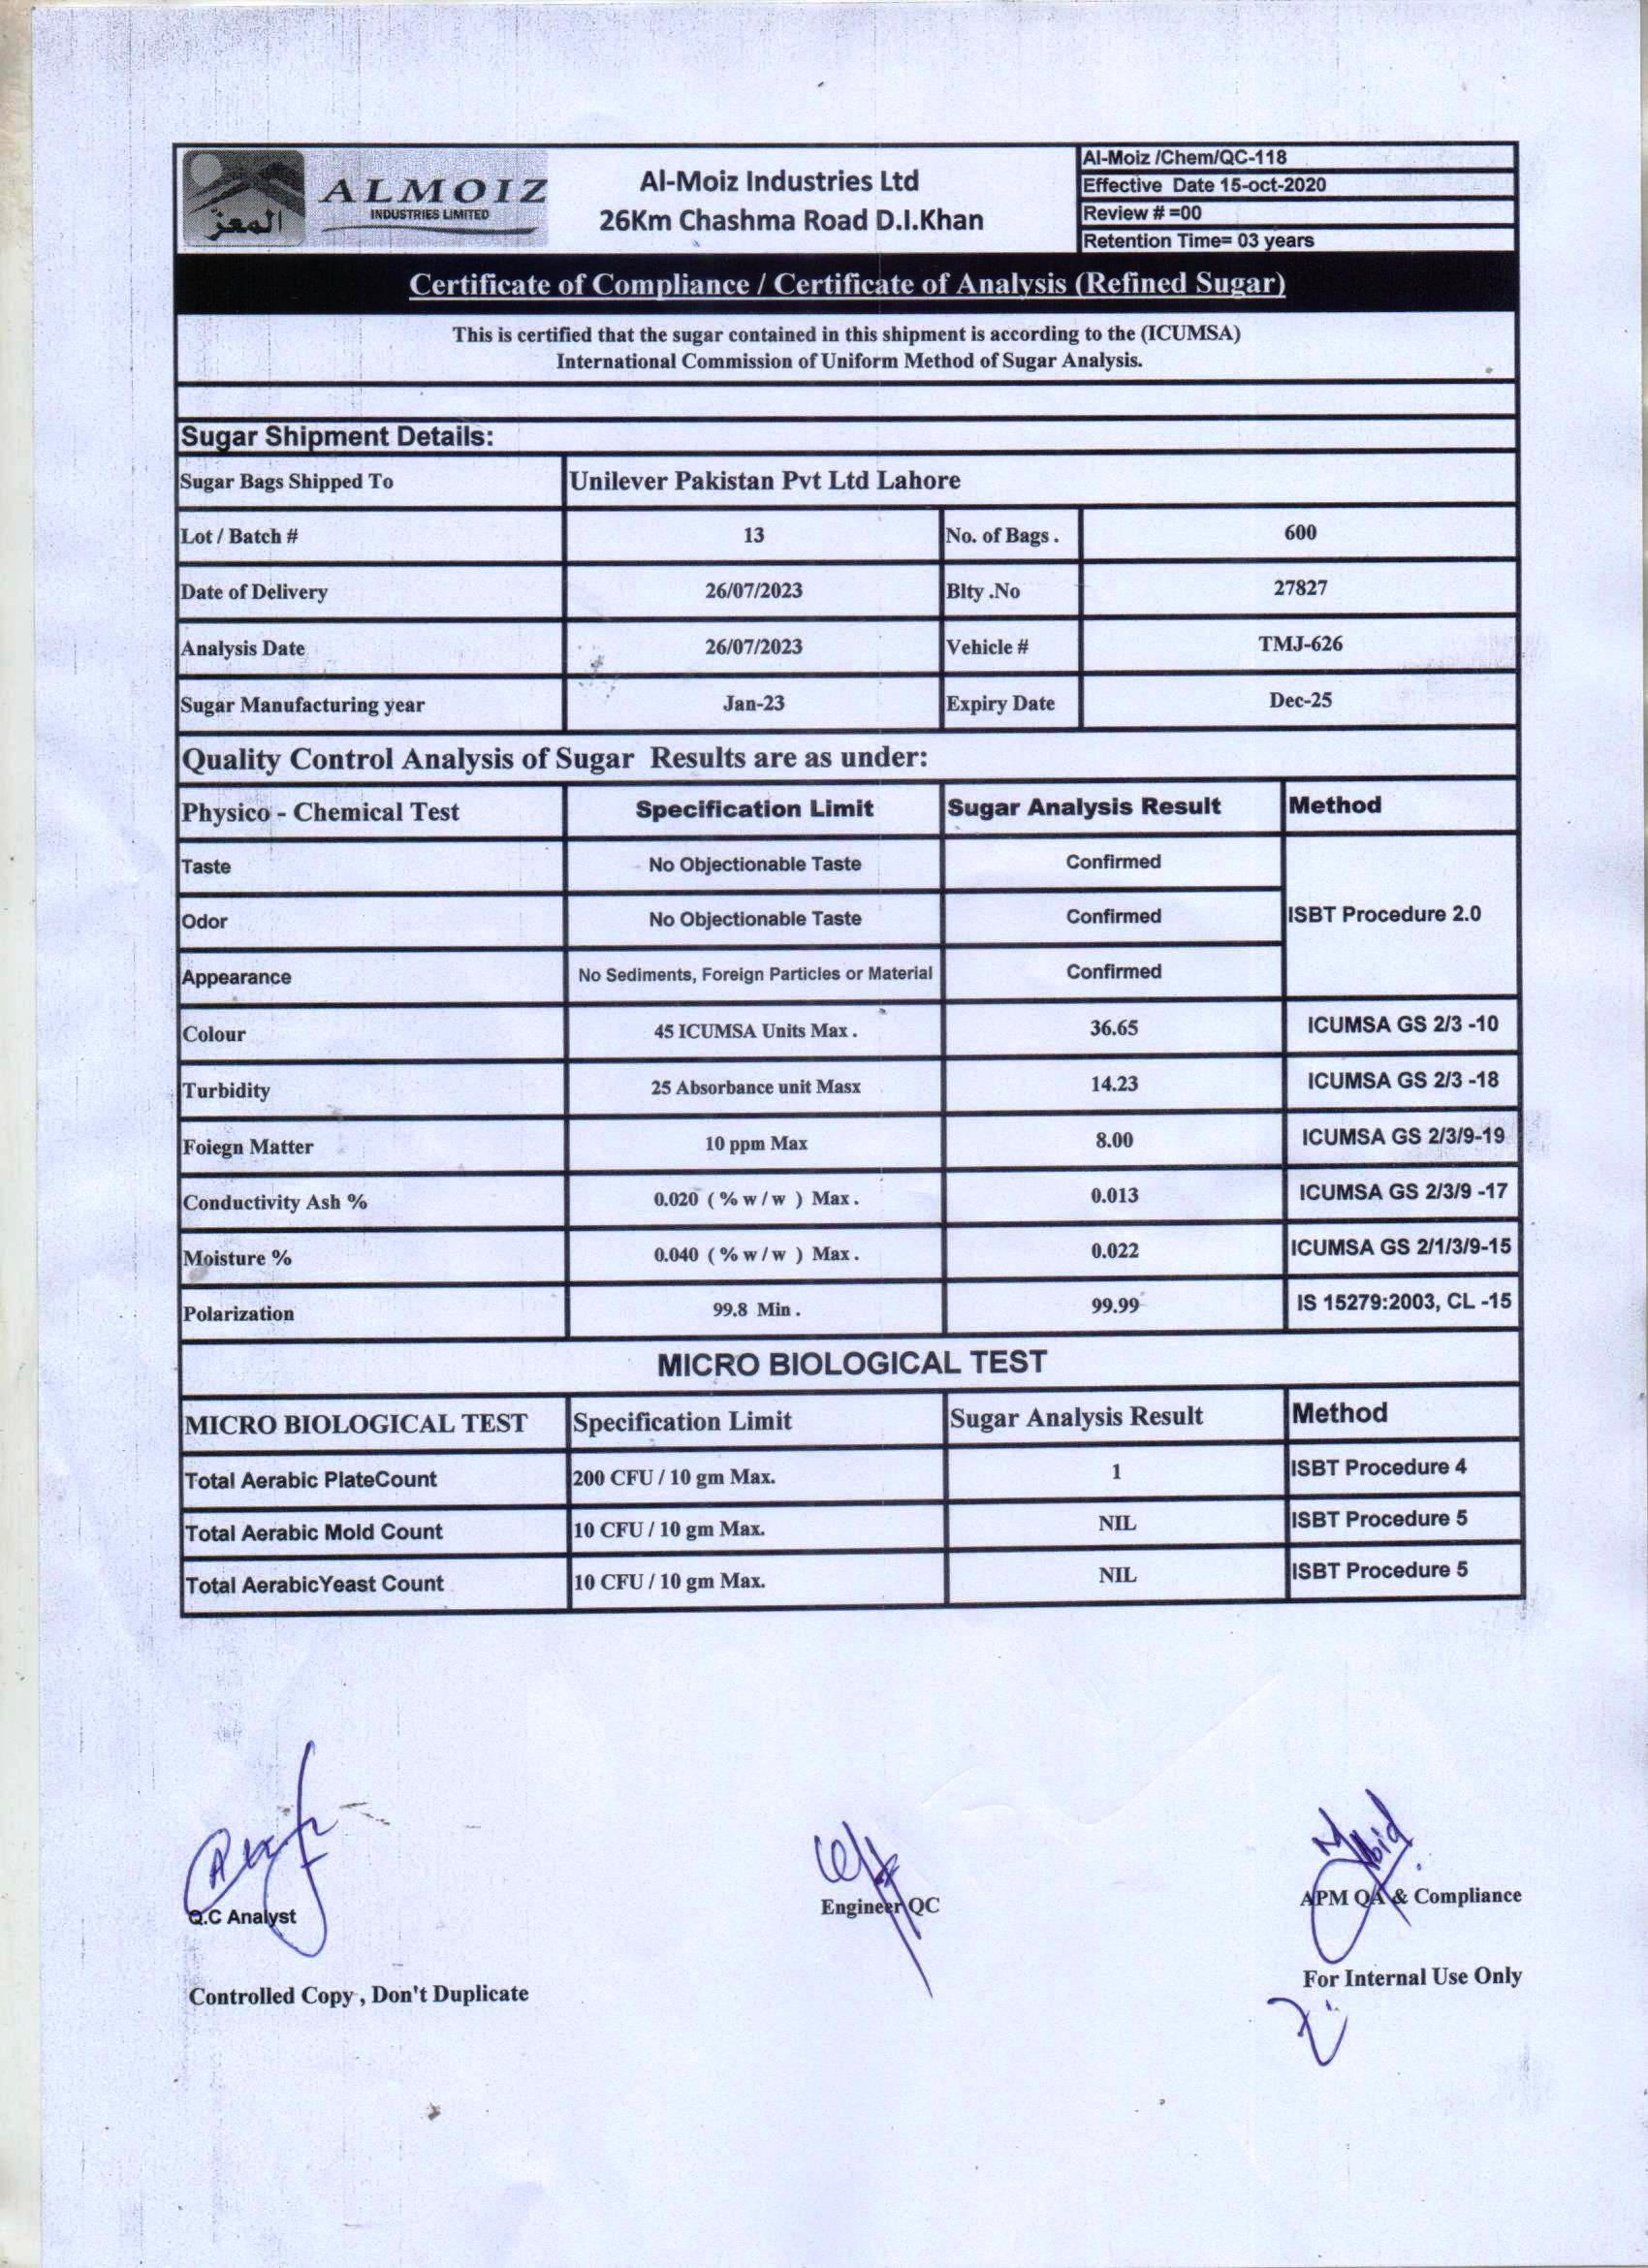 المعز
ALMOIZ
INDUSTRIES LIMITED
Al-Moiz Industries Ltd
26Km Chashma Road D.I.Khan
Al-Moiz /Chem/QC-118
Effective Date 15-oct-2020
Review # =00
Retention Time= 03 years
Certificate of Compliance / Certificate of Analysis (Refined Sugar)
This is certified that the sugar contained in this shipment is according to the (ICUMSA)
International Commission of Uniform Method of Sugar Analysis.
Sugar Shipment Details:
Sugar Bags Shipped To Unilever Pakistan Pvt Ltd Lahore
Lot / Batch # 13 No. of Bags . 600
Date of Delivery 26/07/2023 Blty .No 27827
Analysis Date 26/07/2023 Vehicle # TMJ-626
Sugar Manufacturing year Jan-23 Expiry Date Dec-25
Quality Control Analysis of Sugar Results are as under:
Physico - Chemical Test Specification Limit Sugar Analysis Result Method
Taste No Objectionable Taste Confirmed
Odor No Objectionable Taste Confirmed ISBT Procedure 2.0
Appearance No Sediments, Foreign Particles or Material Confirmed
Colour 45 ICUMSA Units Max . 36.65 ICUMSA GS 2/3 -10
Turbidity 25 Absorbance unit Masx 14.23 ICUMSA GS 2/3 -18
Foiegn Matter 10 ppm Max 8.00 ICUMSA GS 2/3/9-19
Conductivity Ash % 0.020 ( % w / w ) Max . 0.013 ICUMSA GS 2/3/9 -17
Moisture % 0.040 ( % w / w ) Max . 0.022 ICUMSA GS 2/1/3/9-15
Polarization 99.8 Min . 99.99 IS 15279:2003, CL -15
MICRO BIOLOGICAL TEST
MICRO BIOLOGICAL TEST Specification Limit Sugar Analysis Result Method
Total Aerabic PlateCount 200 CFU / 10 gm Max. 1 ISBT Procedure 4
Total Aerabic Mold Count 10 CFU / 10 gm Max. NIL ISBT Procedure 5
Total AerabicYeast Count 10 CFU / 10 gm Max. NIL ISBT Procedure 5
Q.C Analyst Engineer QC APM QA & Compliance
Controlled Copy , Don't Duplicate For Internal Use Only